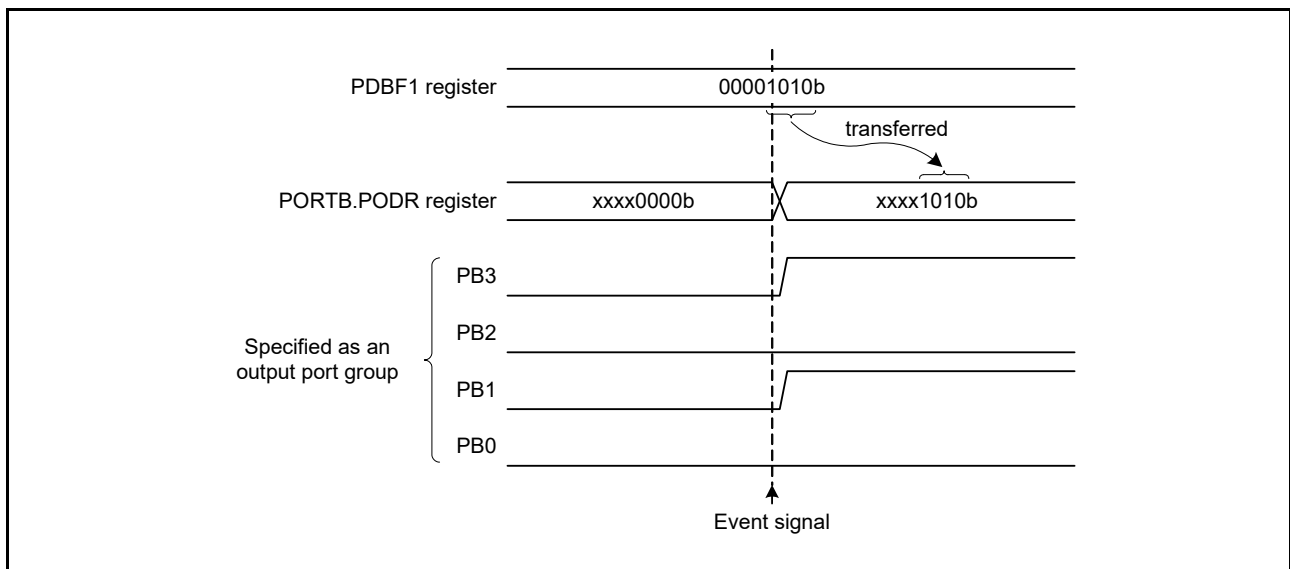 PDBF1 register
00001010b
transferred
PORTB.PODR register
xxxx0000b
xxxx1010b
Specified as an
output port group
PB3
PB2
PB1
PB0
Event signal